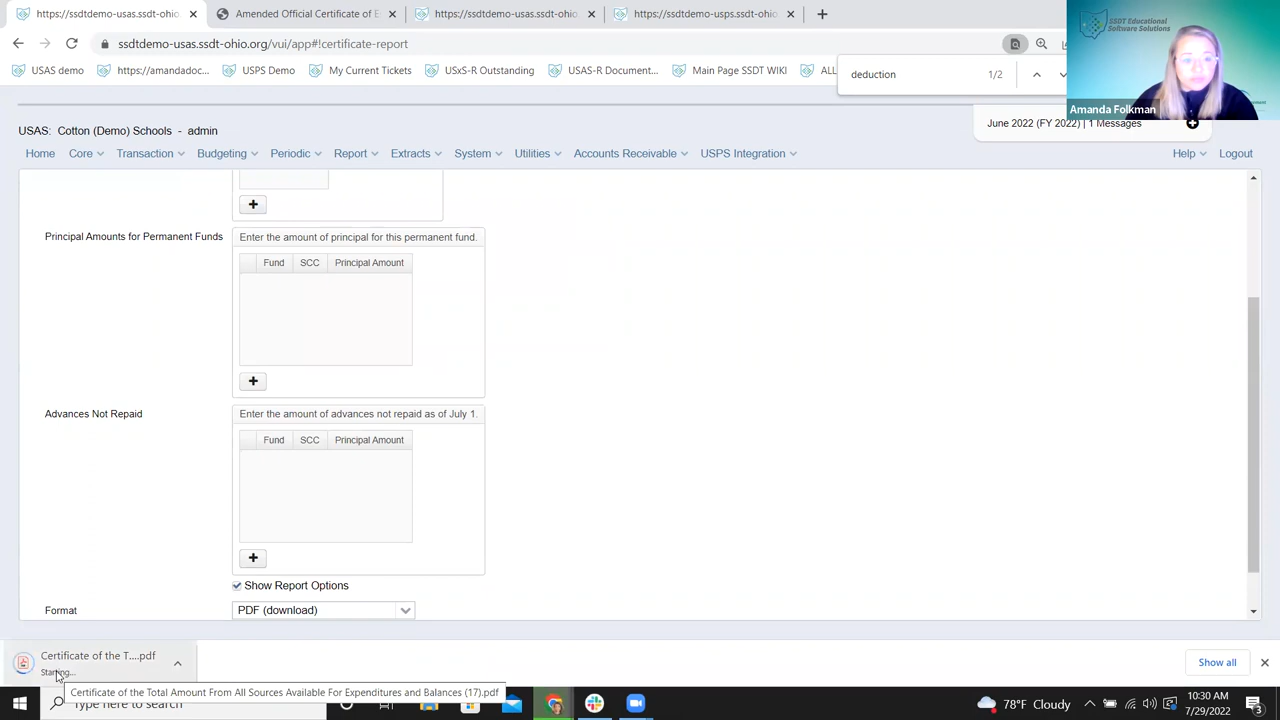 https://ssdtdemo-usas.ssdt-ohio
Amended Official Certificate of E
https://ssdtdemo-usas.ssdt-ohio
https://ssdtdemo-usps.ssdt-ohio
ssdtdemo-usas.ssdt-ohio.org/vui/app#!certificate-report
USAS demo
https://amandadoc...
USPS Demo
My Current Tickets
USxS-R Outstanding
USAS-R Document...
Main Page SSDT WIKI
ALL
deduction
1/2
SSDT Educational
Software Solutions
Amanda Folkman
USAS: Cotton (Demo) Schools - admin
June 2022 (FY 2022) | 1 Messages
Home
Core
Transaction
Budgeting
Periodic
Report
Extracts
System
Utilities
Accounts Receivable
USPS Integration
Help
Logout
Principal Amounts for Permanent Funds
Enter the amount of principal for this permanent fund.
Fund
SCC
Principal Amount
Advances Not Repaid
Enter the amount of advances not repaid as of July 1.
Fund
SCC
Principal Amount
Show Report Options
Format
PDF (download)
Certificate of the T....pdf
Starting...
Show all
Certificate of the Total Amount From All Sources Available For Expenditures and Balances (17).pdf
Type here to search
78°F Cloudy
10:30 AM
7/29/2022
3